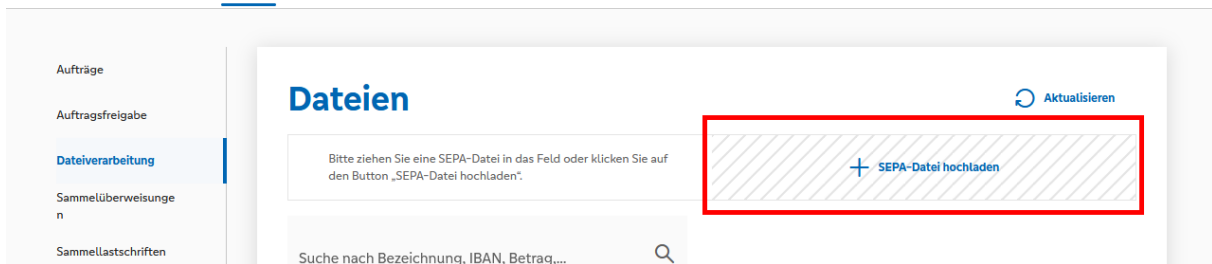 Aufträge
Auftragsfreigabe
Dateiverarbeitung
Sammelüberweisunge
n
Sammellastschriften
Dateien
Aktualisieren
Bitte ziehen Sie eine SEPA-Datei in das Feld oder klicken Sie auf
den Button „SEPA-Datei hochladen“.
SEPA-Datei hochladen
Suche nach Bezeichnung, IBAN, Betrag,...